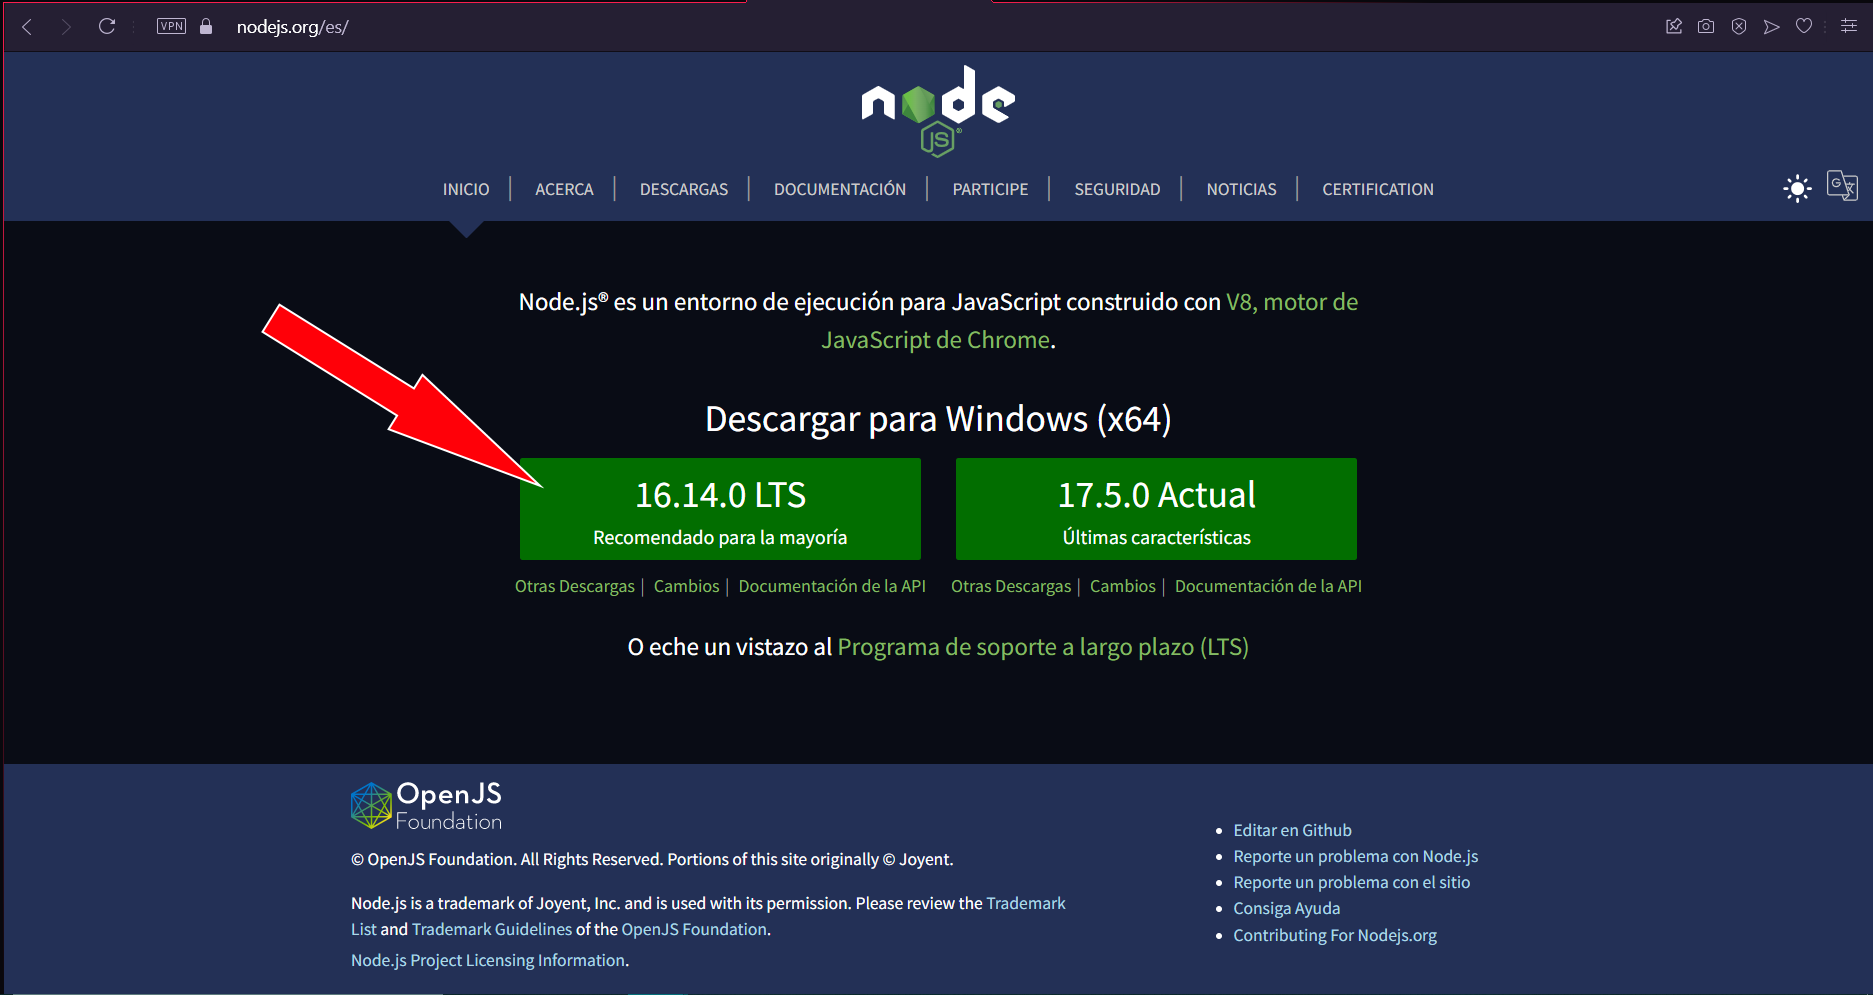 VPN
nodejs.org/es/
node
JS®
INICIO | ACERCA | DESCARGAS | DOCUMENTACIÓN | PARTICIPE | SEGURIDAD | NOTICIAS | CERTIFICATION
Node.js® es un entorno de ejecución para JavaScript construido con V8, motor de
JavaScript de Chrome.
Descargar para Windows (x64)
16.14.0 LTS
Recomendado para la mayoría
17.5.0 Actual
Últimas características
Otras Descargas | Cambios | Documentación de la API
Otras Descargas | Cambios | Documentación de la API
O eche un vistazo al Programa de soporte a largo plazo (LTS)
OpenJS
Foundation
© OpenJS Foundation. All Rights Reserved. Portions of this site originally © Joyent.
Node.js is a trademark of Joyent, Inc. and is used with its permission. Please review the Trademark
List and Trademark Guidelines of the OpenJS Foundation.
Node.js Project Licensing Information.
Editar en Github
Reporte un problema con Node.js
Reporte un problema con el sitio
Consiga Ayuda
Contributing For Nodejs.org